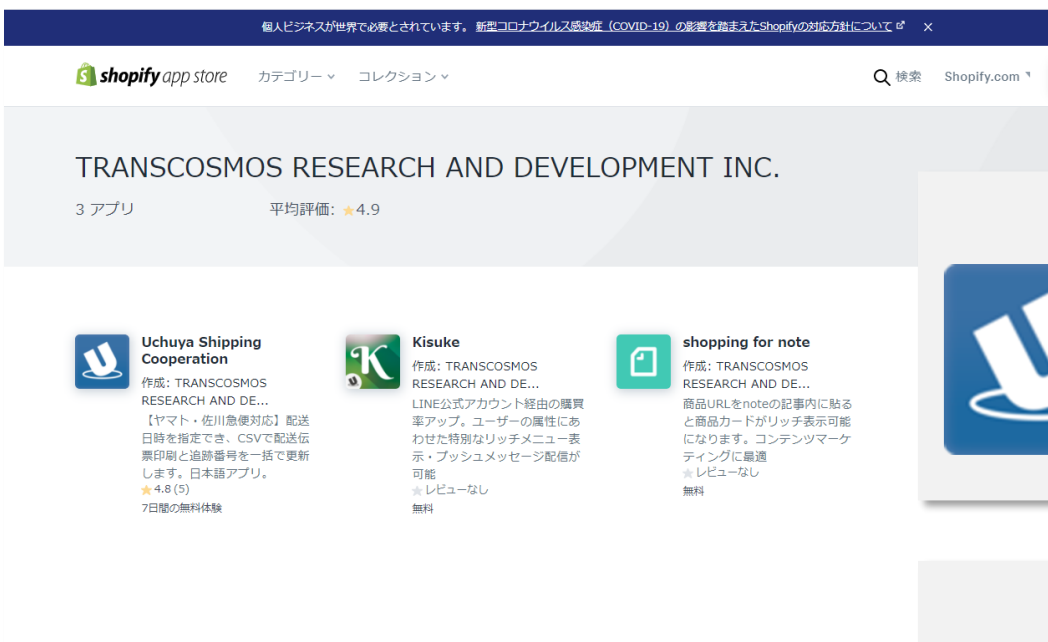 個人ビジネスが世界で必要とされています。 新型コロナウイルス感染症（COVID-19）の影響を踏まえたShopifyの対応方針について
shopify app store カテゴリー コレクション 検索 Shopify.com
TRANSCOSMOS RESEARCH AND DEVELOPMENT INC.
3 アプリ 平均評価: ★4.9
Uchuya Shipping
Cooperation
作成: TRANSCOSMOS
RESEARCH AND DE...
【ヤマト・佐川急便対応】配送
日時を指定でき、CSVで配送伝
票印刷と追跡番号を一括で更新
します。日本語アプリ。
★4.8 (5)
7日間の無料体験
Kisuke
作成: TRANSCOSMOS
RESEARCH AND DE...
LINE公式アカウント経由の購買
率アップ。ユーザーの属性にあ
わせた特別なリッチメニュー表
示・プッシュメッセージ配信が
可能
★レビューなし
無料
shopping for note
作成: TRANSCOSMOS
RESEARCH AND DE...
商品URLをnoteの記事内に貼る
と商品カードがリッチ表示可能
になります。コンテンツマーケ
ティングに最適
★レビューなし
無料